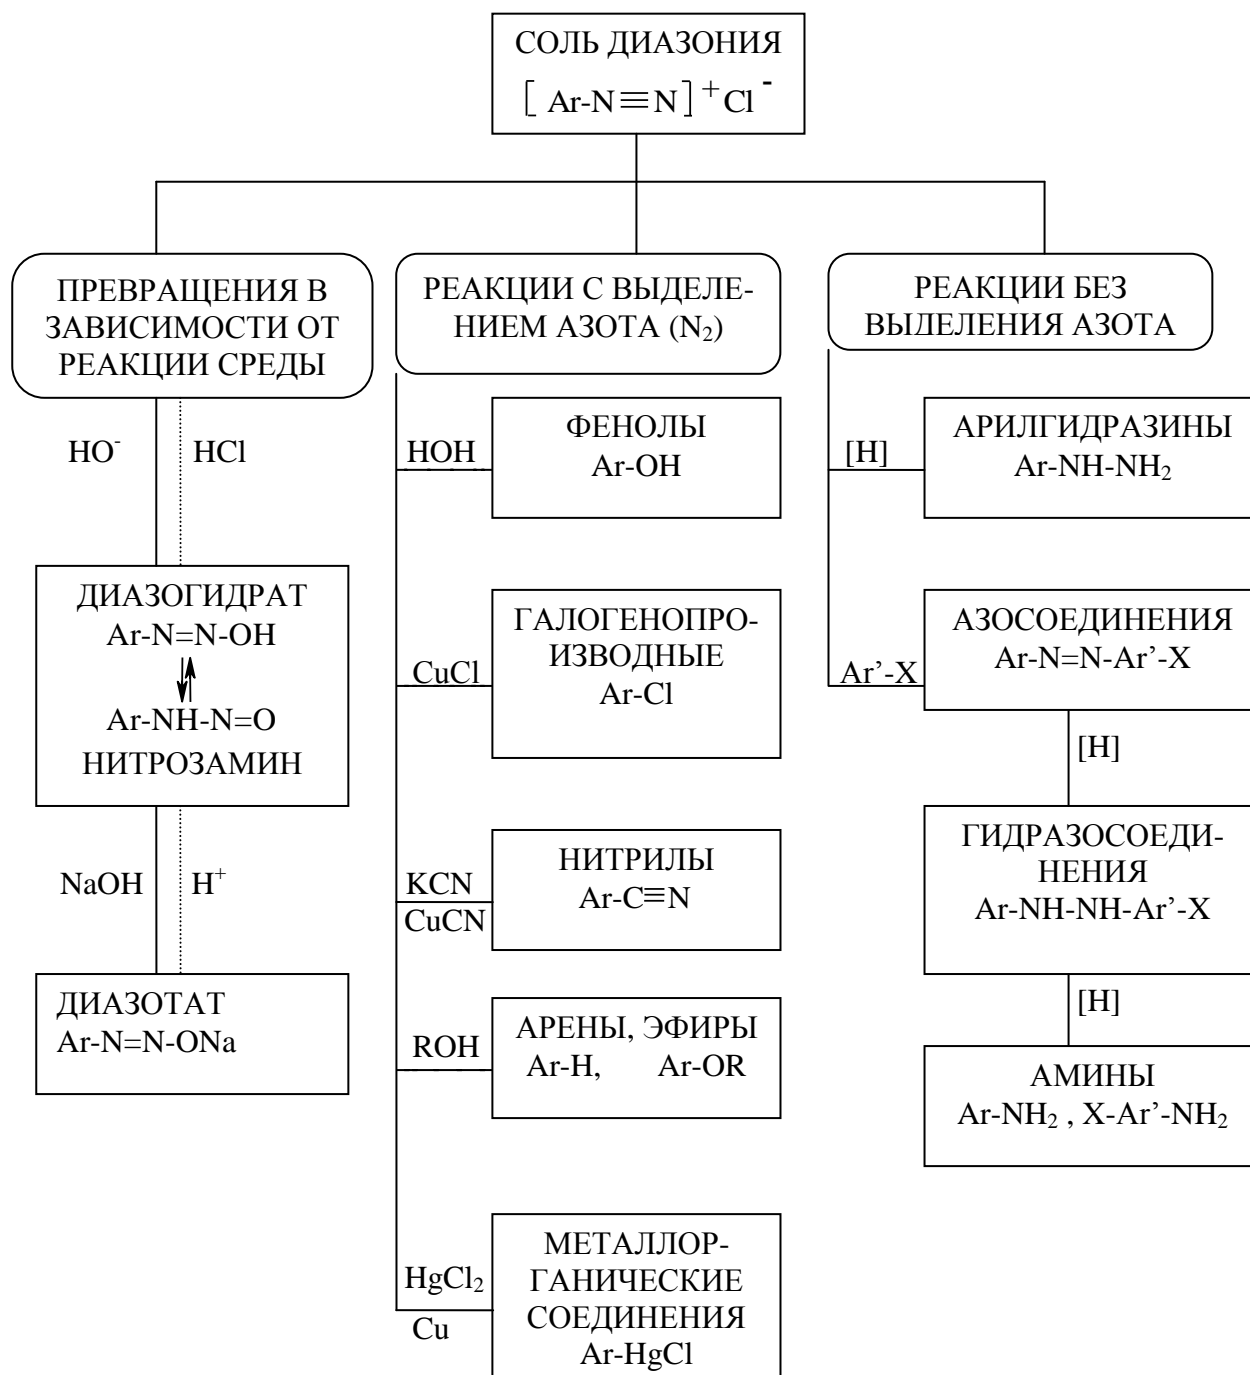 СОЛЬ ДИАЗОНИЯ
[ Ar-N≡N ]⁺Cl⁻
ПРЕВРАЩЕНИЯ В
ЗАВИСИМОСТИ ОТ
РЕАКЦИИ СРЕДЫ
HO⁻
HCl
ДИАЗОГИДРАТ
Ar-N=N-OH
Ar-NH-N=O
НИТРОЗАМИН
NaOH
H⁺
ДИАЗОТАТ
Ar-N=N-ONa
РЕАКЦИИ С ВЫДЕЛЕ-
НИЕМ АЗОТА (N₂)
HOH
ФЕНОЛЫ
Ar-OH
CuCl
ГАЛОГЕНОПРО-
ИЗВОДНЫЕ
Ar-Cl
KCN
CuCN
НИТРИЛЫ
Ar-C≡N
ROH
АРЕНЫ, ЭФИРЫ
Ar-H, Ar-OR
HgCl₂
Cu
МЕТАЛЛОР-
ГАНИЧЕСКИЕ
СОЕДИНЕНИЯ
Ar-HgCl
РЕАКЦИИ БЕЗ
ВЫДЕЛЕНИЯ АЗОТА
[H]
АРИЛГИДРАЗИНЫ
Ar-NH-NH₂
Ar’-X
АЗОСОЕДИНЕНИЯ
Ar-N=N-Ar’-X
[H]
ГИДРАЗОСОЕДИ-
НЕНИЯ
Ar-NH-NH-Ar’-X
[H]
АМИНЫ
Ar-NH₂ , X-Ar’-NH₂